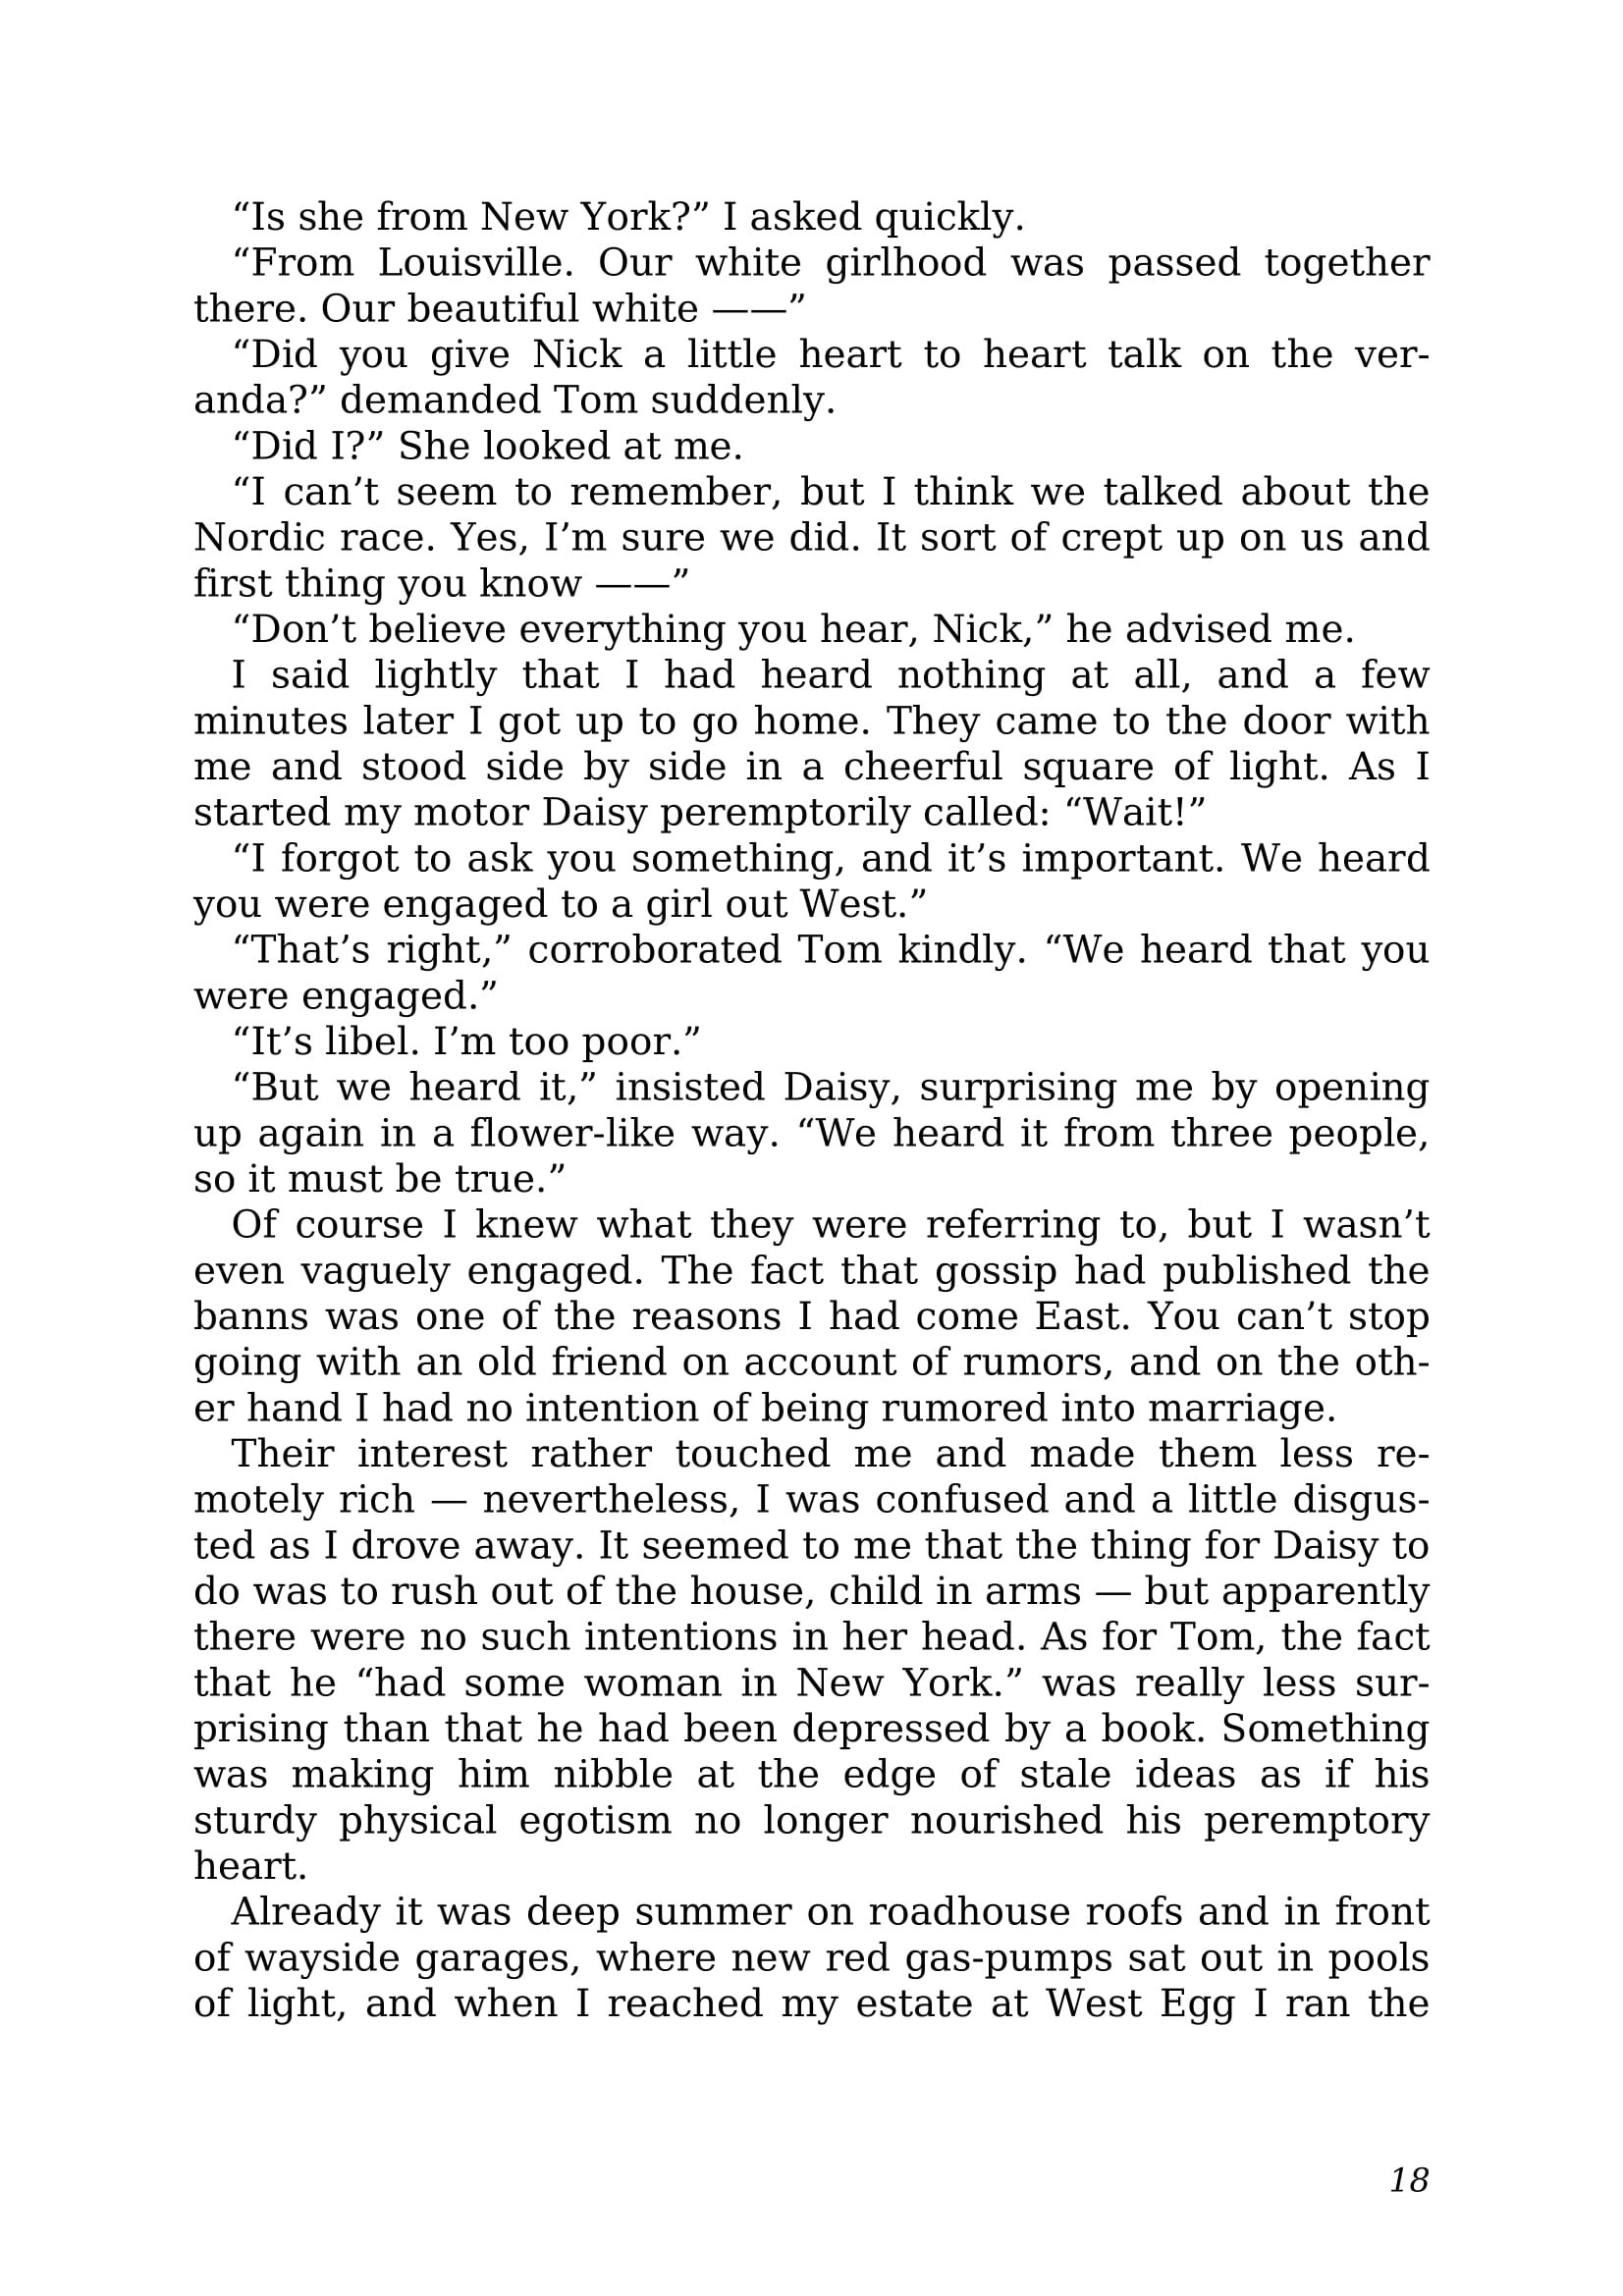 “Is she from New York?” I asked quickly.
“From Louisville. Our white girlhood was passed together
there. Our beautiful white ——”
“Did you give Nick a little heart to heart talk on the ver-
anda?” demanded Tom suddenly.
“Did I?” She looked at me.
“I can’t seem to remember, but I think we talked about the
Nordic race. Yes, I’m sure we did. It sort of crept up on us and
first thing you know ——”
“Don’t believe everything you hear, Nick,” he advised me.
I said lightly that I had heard nothing at all, and a few
minutes later I got up to go home. They came to the door with
me and stood side by side in a cheerful square of light. As I
started my motor Daisy peremptorily called: “Wait!”
“I forgot to ask you something, and it’s important. We heard
you were engaged to a girl out West.”
“That’s right,” corroborated Tom kindly. “We heard that you
were engaged.”
“It’s libel. I’m too poor.”
“But we heard it,” insisted Daisy, surprising me by opening
up again in a flower-like way. “We heard it from three people,
so it must be true.”
Of course I knew what they were referring to, but I wasn’t
even vaguely engaged. The fact that gossip had published the
banns was one of the reasons I had come East. You can’t stop
going with an old friend on account of rumors, and on the oth-
er hand I had no intention of being rumored into marriage.
Their interest rather touched me and made them less re-
motely rich — nevertheless, I was confused and a little disgus-
ted as I drove away. It seemed to me that the thing for Daisy to
do was to rush out of the house, child in arms — but apparently
there were no such intentions in her head. As for Tom, the fact
that he “had some woman in New York.” was really less sur-
prising than that he had been depressed by a book. Something
was making him nibble at the edge of stale ideas as if his
sturdy physical egotism no longer nourished his peremptory
heart.
Already it was deep summer on roadhouse roofs and in front
of wayside garages, where new red gas-pumps sat out in pools
of light, and when I reached my estate at West Egg I ran the
18